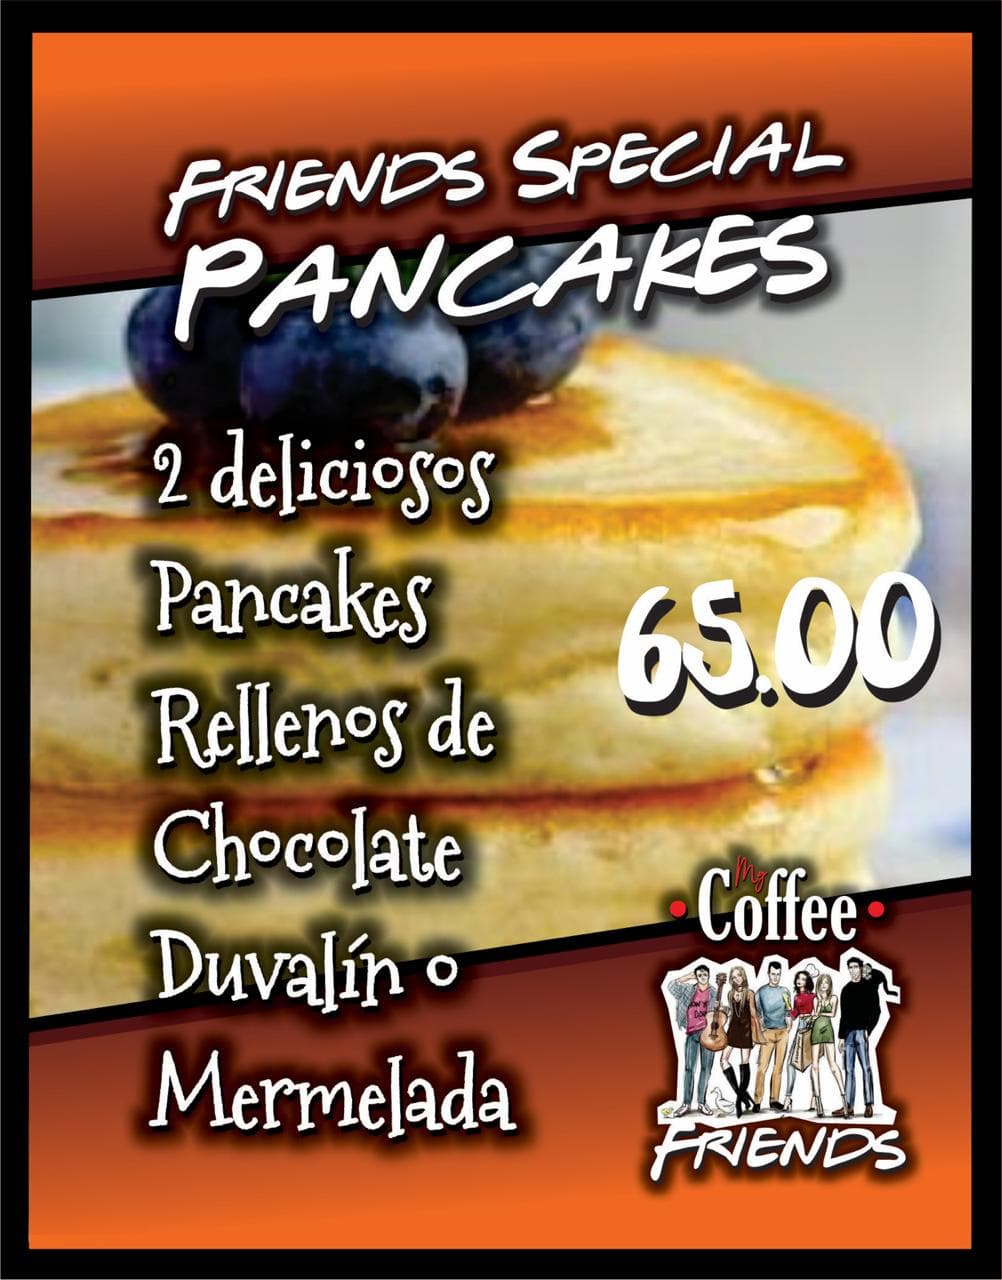 FRIENDS SPECIAL
PANCAKES
2 deliciosos
Pancakes
Rellenos de
Chocolate
Duvalín o
Mermelada
65.00
My
Coffee
FRIENDS